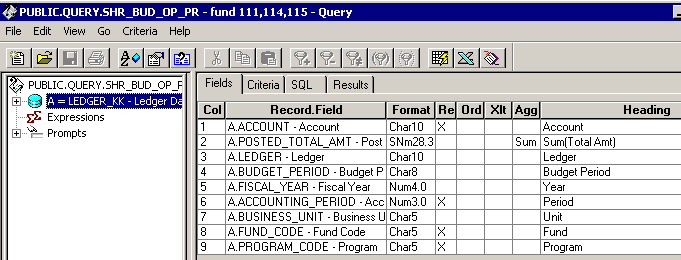 PUBLIC.QUERY.SHR_BUD_OP_PR - fund 111,114,115 - Query
File Edit View Go Criteria Help
PUBLIC.QUERY.SHR_BUD_OP_F
A = LEDGER_KK - Ledger Da
Expressions
Prompts
Fields Criteria SQL Results
Col Record.Field Format Re Ord Xlt Agg Heading
1 A.ACCOUNT - Account Char10 X Account
2 A.POSTED_TOTAL_AMT - Post SNm28.3 Sum Sum(Total Amt)
3 A.LEDGER - Ledger Char10 Ledger
4 A.BUDGET_PERIOD - Budget P Char8 Budget Period
5 A.FISCAL_YEAR - Fiscal Year Num4.0 Year
6 A.ACCOUNTING_PERIOD - Acc Num3.0 X Period
7 A.BUSINESS_UNIT - Business U Char5 Unit
8 A.FUND_CODE - Fund Code Char5 X Fund
9 A.PROGRAM_CODE - Program Char5 X Program